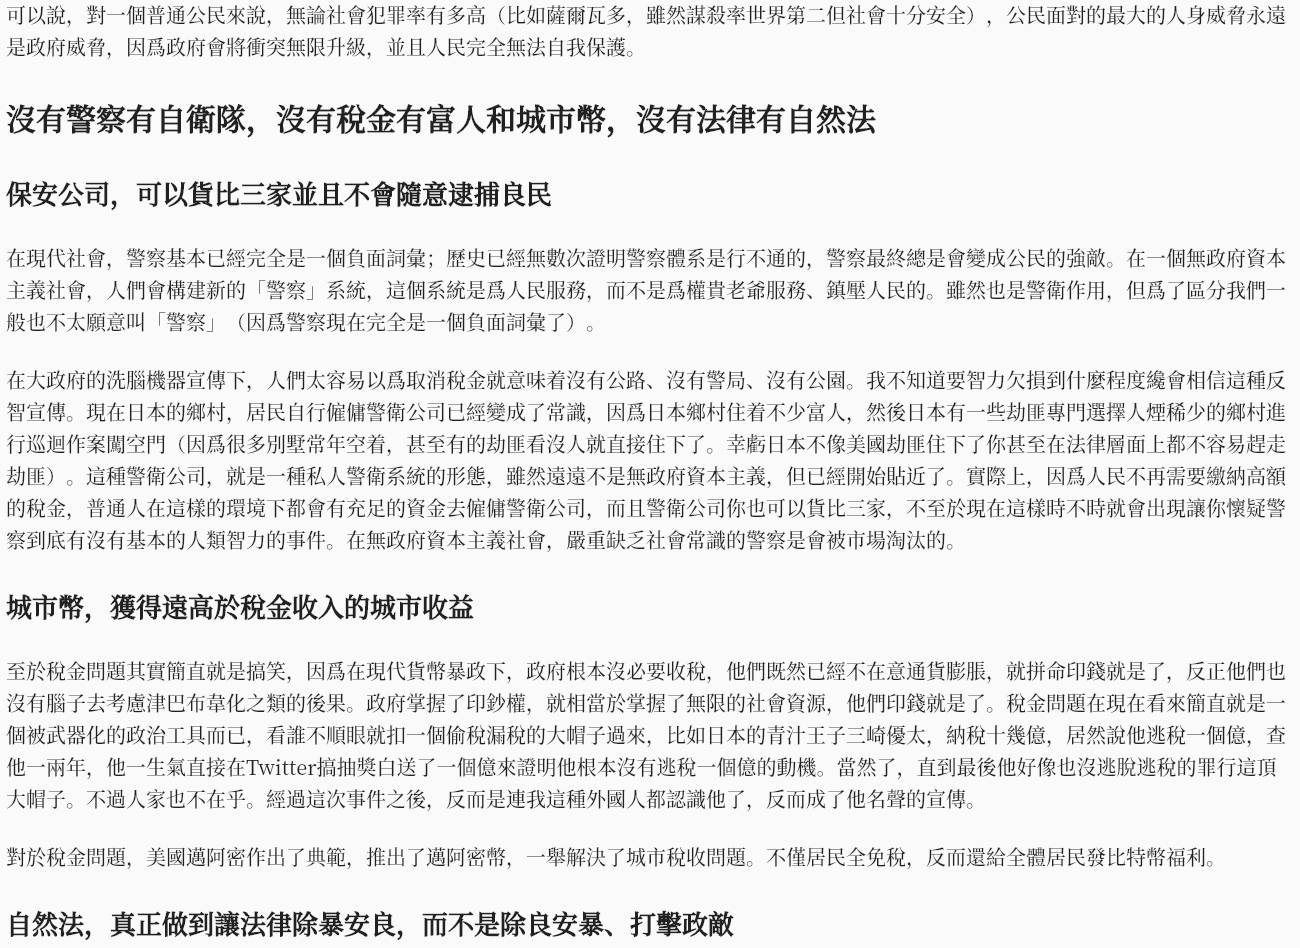 可以說，對一個普通公民來說，無論社會犯罪率有多高（比如薩爾瓦多，雖然謀殺率世界第二但社會十分安全），公民面對的最大的人身威脅永遠
是政府威脅，因爲政府會將衝突無限升級，並且人民完全無法自我保護。
沒有警察有自衛隊，沒有稅金有富人和城市幣，沒有法律有自然法
保安公司，可以貨比三家並且不會隨意逮捕良民
在現代社會，警察基本已經完全是一個負面詞彙；歷史已經無數次證明警察體系是行不通的，警察最終總是會變成公民的強敵。在一個無政府資本
主義社會，人們會構建新的「警察」系統，這個系統是爲人民服務，而不是爲權貴老爺服務、鎮壓人民的。雖然也是警衛作用，但爲了區分我們一
般也不太願意叫「警察」（因爲警察現在完全是一個負面詞彙了）。
在大政府的洗腦機器宣傳下，人們太容易以爲取消稅金就意味着沒有公路、沒有警局、沒有公園。我不知道要智力欠損到什麼程度纔會相信這種反
智宣傳。現在日本的鄉村，居民自行僱傭警衛公司已經變成了常識，因爲日本鄉村住着不少富人，然後日本有一些劫匪專門選擇人煙稀少的鄉村進
行巡迴作案闖空門（因爲很多別墅常年空着，甚至有的劫匪看沒人就直接住下了。幸虧日本不像美國劫匪住下了你甚至在法律層面上都不容易趕走
劫匪）。這種警衛公司，就是一種私人警衛系統的形態，雖然遠遠不是無政府資本主義，但已經開始貼近了。實際上，因爲人民不再需要繳納高額
的稅金，普通人在這樣的環境下都會有充足的資金去僱傭警衛公司，而且警衛公司你也可以貨比三家，不至於現在這樣時不時就會出現讓你懷疑警
察到底有沒有基本的人類智力的事件。在無政府資本主義社會，嚴重缺乏社會常識的警察是會被市場淘汰的。
城市幣，獲得遠高於稅金收入的城市收益
至於稅金問題其實簡直就是搞笑，因爲在現代貨幣暴政下，政府根本沒必要收稅，他們既然已經不在意通貨膨脹，就拼命印錢就是了，反正他們也
沒有腦子去考慮津巴布韋化之類的後果。政府掌握了印鈔權，就相當於掌握了無限的社會資源，他們印錢就是了。稅金問題在現在看來簡直就是一
個被武器化的政治工具而已，看誰不順眼就扣一個偷稅漏稅的大帽子過來，比如日本的青汁王子三崎優太，納稅十幾億，居然說他逃稅一個億，查
他一兩年，他一生氣直接在Twitter搞抽獎白送了一個億來證明他根本沒有逃稅一個億的動機。當然了，直到最後他好像也沒逃脫逃稅的罪行這頂
大帽子。不過人家也不在乎。經過這次事件之後，反而是連我這種外國人都認識他了，反而成了他名聲的宣傳。
對於稅金問題，美國邁阿密作出了典範，推出了邁阿密幣，一舉解決了城市稅收問題。不僅居民全免稅，反而還給全體居民發比特幣福利。
自然法，真正做到讓法律除暴安良，而不是除良安暴、打擊政敵